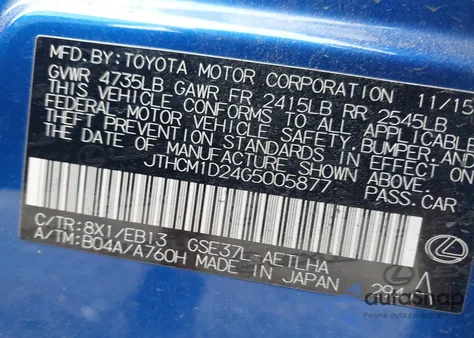 MFD.BY: TOYOTA MOTOR CORPORATION 11/15
GVWR 4735LB GAWR FR 2415LB RR 2545LB
THIS VEHICLE CONFORMS TO ALL APPLICABLE
FEDERAL MOTOR VEHICLE SAFETY, BUMPER, AND
THEFT PREVENTION STANDARDS IN EFFECT ON
THE DATE OF MANUFACTURE SHOWN ABOVE.
JTHCM1D24G5005877 PASS.CAR
C/TR: 8X1/EB13 GSE37L-AETLHA
A/TM: B04A/A760H MADE IN JAPAN
autoSnap
Pewne auto